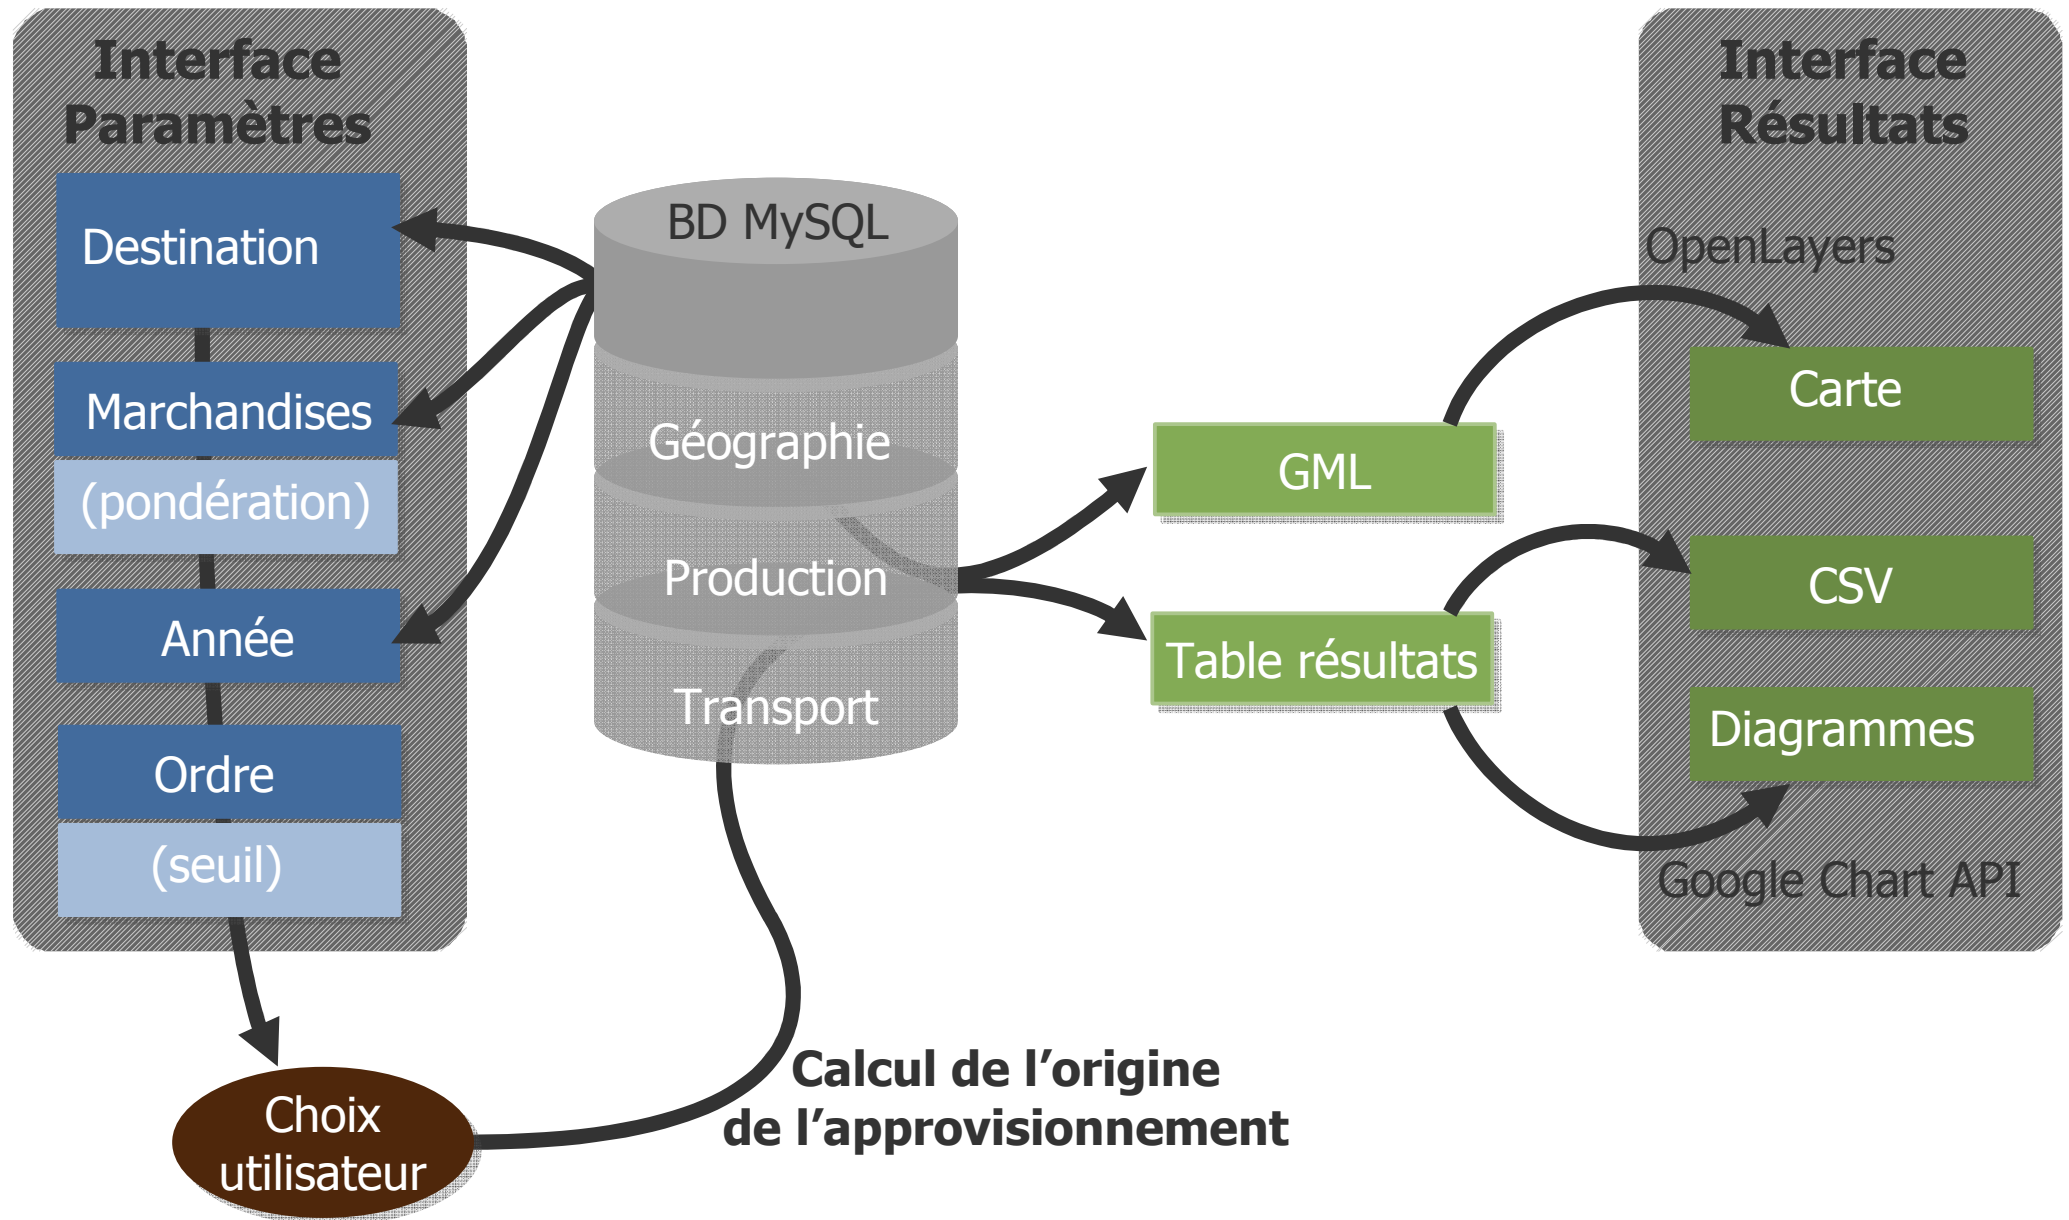 Interface
Paramètres
Destination
Marchandises
(pondération)
Année
Ordre
(seuil)
Choix
utilisateur
BD MySQL
Géographie
Production
Transport
Calcul de l’origine
de l’approvisionnement
GML
Table résultats
Interface
Résultats
OpenLayers
Carte
CSV
Diagrammes
Google Chart API